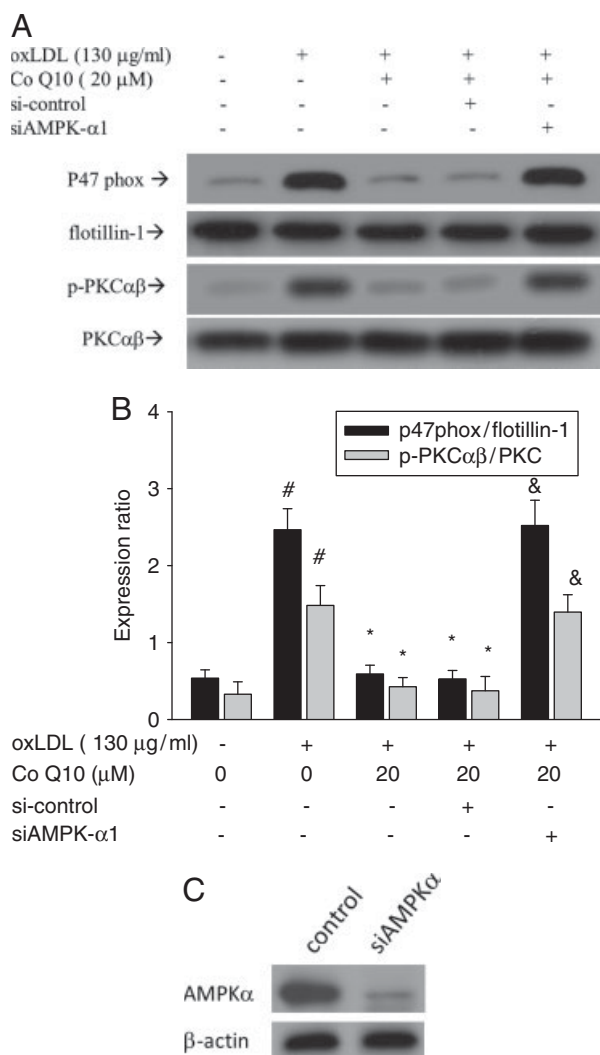 A
oxLDL (130 μg/ml) - + + + +
Co Q10 ( 20 μM) - - + + +
si-control - - - + -
siAMPK-α1 - - - - +
P47 phox →
flotillin-1→
p-PKCαβ→
PKCαβ→
B
4
3
2
1
0
Expression ratio
p47phox/flotillin-1
p-PKCαβ/PKC
# # * * * * & &
oxLDL ( 130 μg/ml) - + + + +
Co Q10 (μM) 0 0 20 20 20
si-control - - - + -
siAMPK-α1 - - - - +
C
control siAMPKα
AMPKα
β-actin